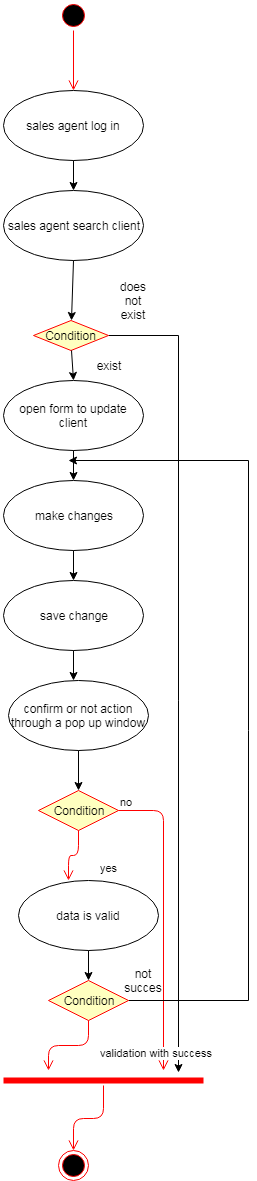 sales agent log in
sales agent search client
does
not
exist
Condition
exist
open form to update
client
make changes
save change
confirm or not action
through a pop up window
Condition
no
yes
data is valid
not
succes
Condition
validation with success